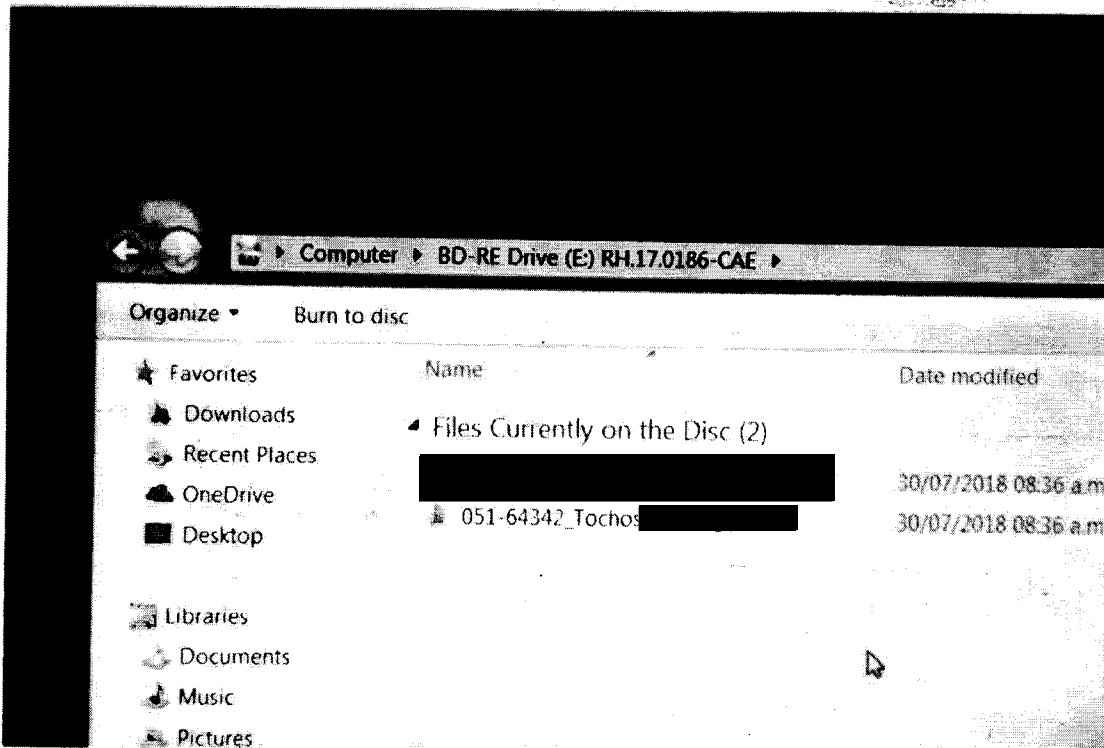 Computer ▸ BD-RE Drive (E:) RH.17.0186-CAE ▸
Organize ▾ Burn to disc
Name Date modified
Favorites
Downloads
Recent Places
OneDrive
Desktop
Files Currently on the Disc (2)
30/07/2018 08:36 a.m
051-64342_Tochos 30/07/2018 08:36 a.m
Libraries
Documents
Music
Pictures